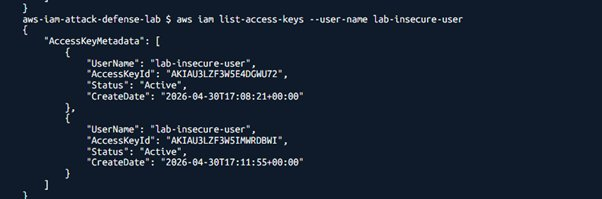 }
aws-iam-attack-defense-lab $ aws iam list-access-keys --user-name lab-insecure-user
{
    "AccessKeyMetadata": [
        {
            "UserName": "lab-insecure-user",
            "AccessKeyId": "AKIAU3LZF3W5E4DGWU72",
            "Status": "Active",
            "CreateDate": "2026-04-30T17:08:21+00:00"
        },
        {
            "UserName": "lab-insecure-user",
            "AccessKeyId": "AKIAU3LZF3W5IMWRDBWI",
            "Status": "Active",
            "CreateDate": "2026-04-30T17:11:55+00:00"
        }
    ]
}